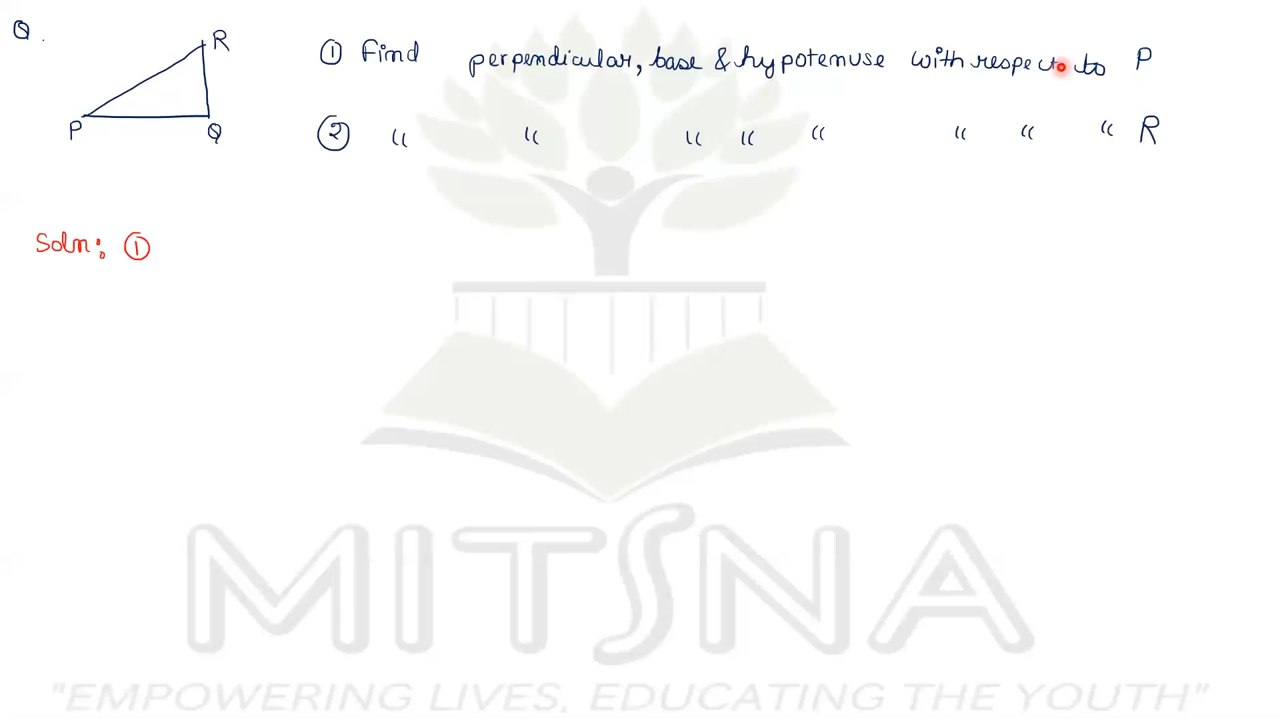 Q.
R
P
Q
① Find perpendicular, base & hypotenuse with respect to P
② " " " " " " " " R
Soln: ①
MITSNA
"EMPOWERING LIVES, EDUCATING THE YOUTH"